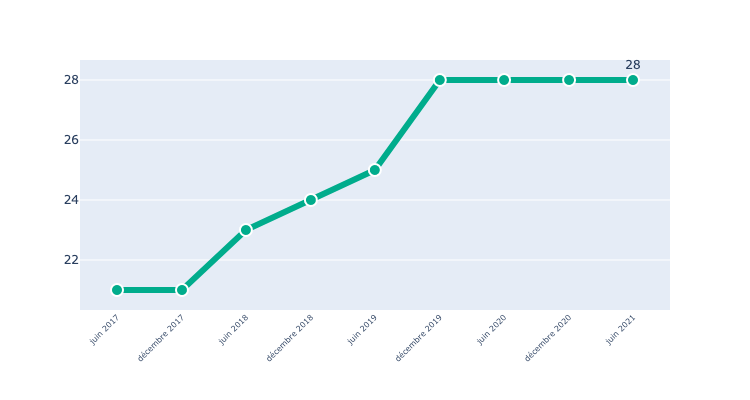 28
28
26
24
22
juin 2017
décembre 2017
juin 2018
décembre 2018
juin 2019
décembre 2019
juin 2020
décembre 2020
juin 2021